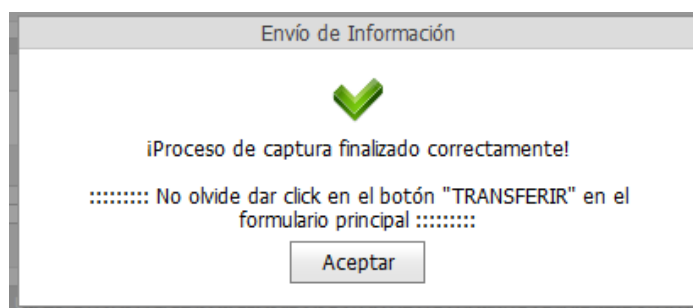 Envío de Información
¡Proceso de captura finalizado correctamente!
::::::::: No olvide dar click en el botón "TRANSFERIR" en el
formulario principal :::::::::
Aceptar